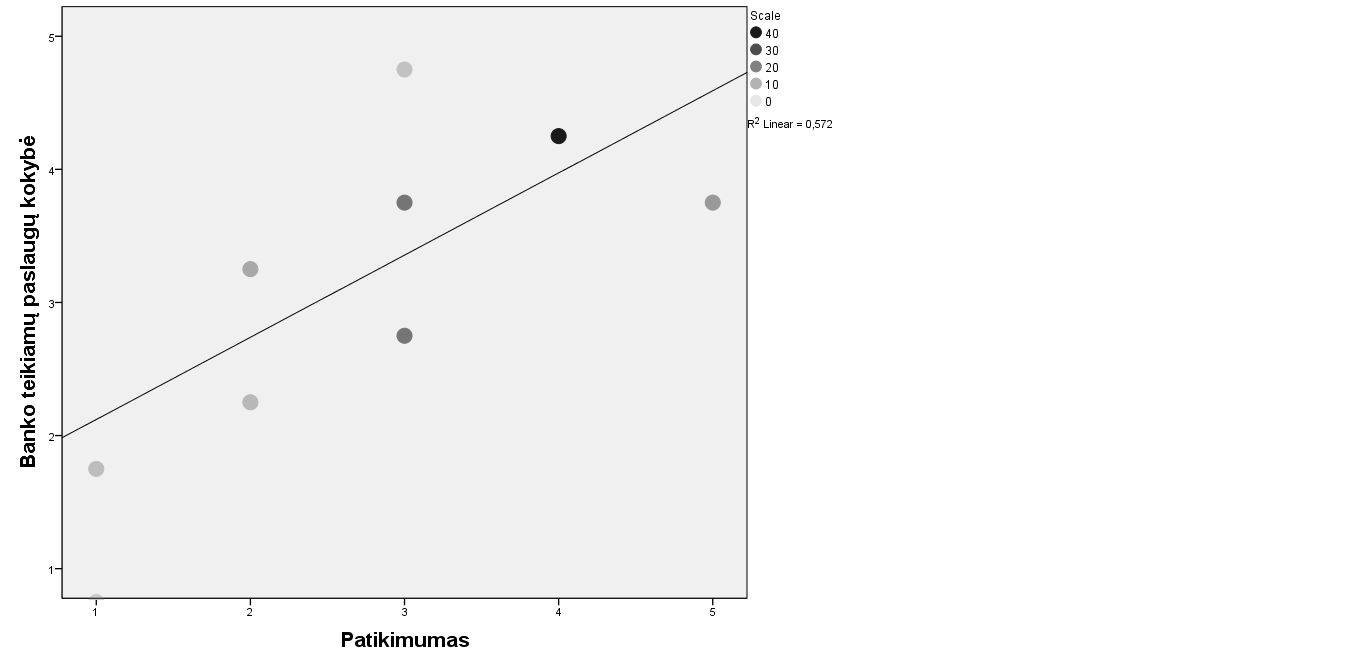 Scale
40
30
20
10
0
R² Linear = 0,572
Banko teikiamų paslaugų kokybė
5
4
3
2
1
1 2 3 4 5
Patikimumas